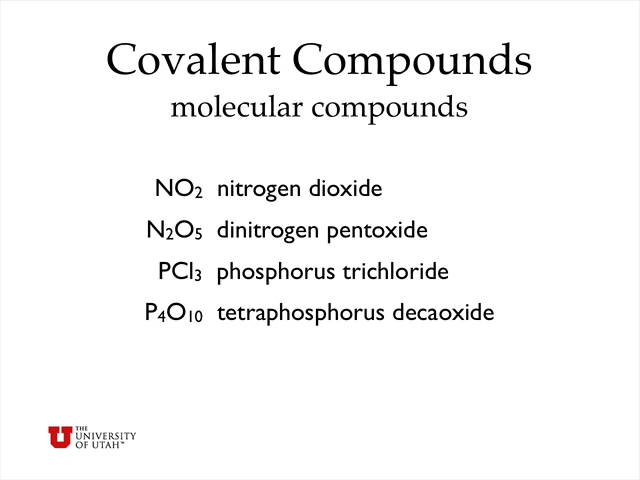 Covalent Compounds
molecular compounds
NO₂ nitrogen dioxide
N₂O₅ dinitrogen pentoxide
PCl₃ phosphorus trichloride
P₄O₁₀ tetraphosphorus decaoxide
U THE
UNIVERSITY
OF UTAH™